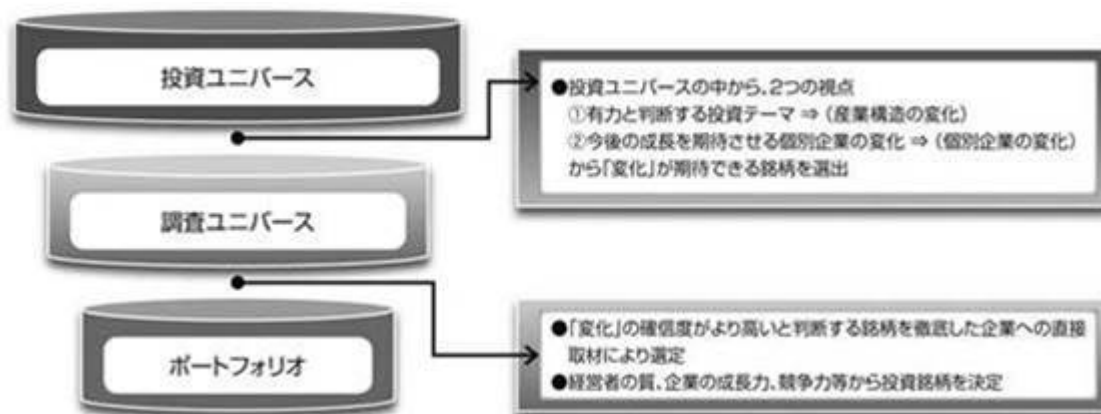 投資ユニバース
●投資ユニバースの中から、2つの視点
①有力と判断する投資テーマ ⇒ (産業構造の変化)
②今後の成長を期待させる個別企業の変化 ⇒ (個別企業の変化)
から「変化」が期待できる銘柄を選出
調査ユニバース
●「変化」の確信度がより高いと判断する銘柄を徹底した企業への直接
取材により選定
●経営者の質、企業の成長力、競争力等から投資銘柄を決定
ポートフォリオ